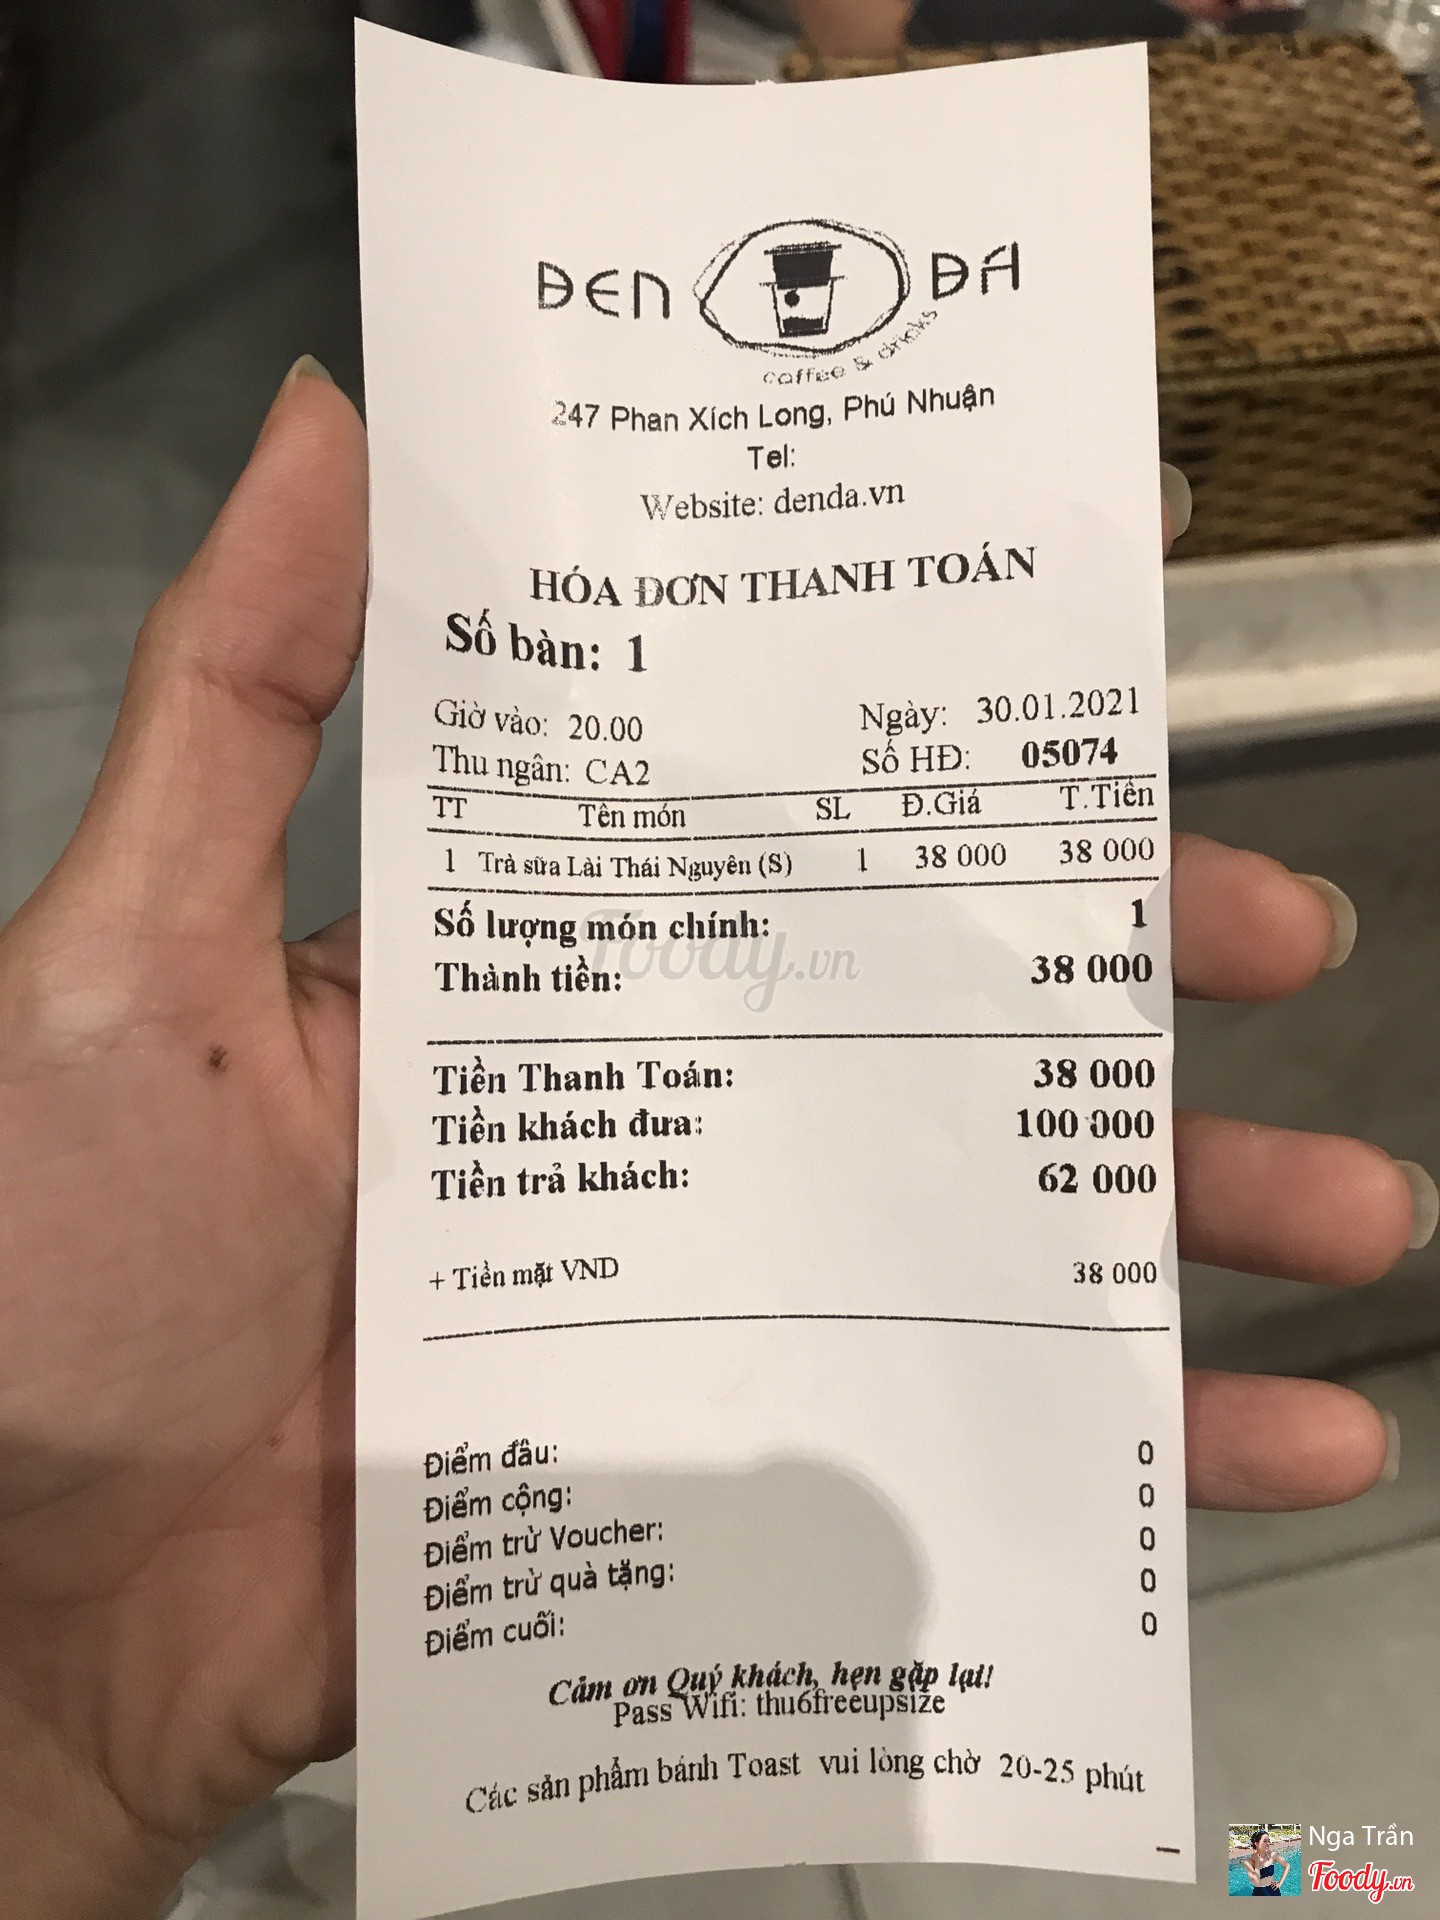 ĐEN ĐÁ
coffee & drinks
247 Phan Xích Long, Phú Nhuận
Tel:
Website: denda.vn
HÓA ĐƠN THANH TOÁN
Số bàn: 1
Giờ vào: 20.00 Ngày: 30.01.2021
Thu ngân: CA2 Số HĐ: 05074
TT Tên món SL Đ.Giá T.Tiền
1 Trà sữa Lài Thái Nguyên (S) 1 38 000 38 000
Số lượng món chính: 1
Thành tiền: 38 000
Foody.vn
Tiền Thanh Toán: 38 000
Tiền khách đưa: 100 000
Tiền trả khách: 62 000
+ Tiền mặt VND 38 000
Điểm đầu: 0
Điểm cộng: 0
Điểm trừ Voucher: 0
Điểm trừ quà tặng: 0
Điểm cuối: 0
Cảm ơn Quý khách, hẹn gặp lại!
Pass Wifi: thu6freeupsize
Các sản phẩm bánh Toast vui lòng chờ 20-25 phút
Nga Trần
Foody.vn